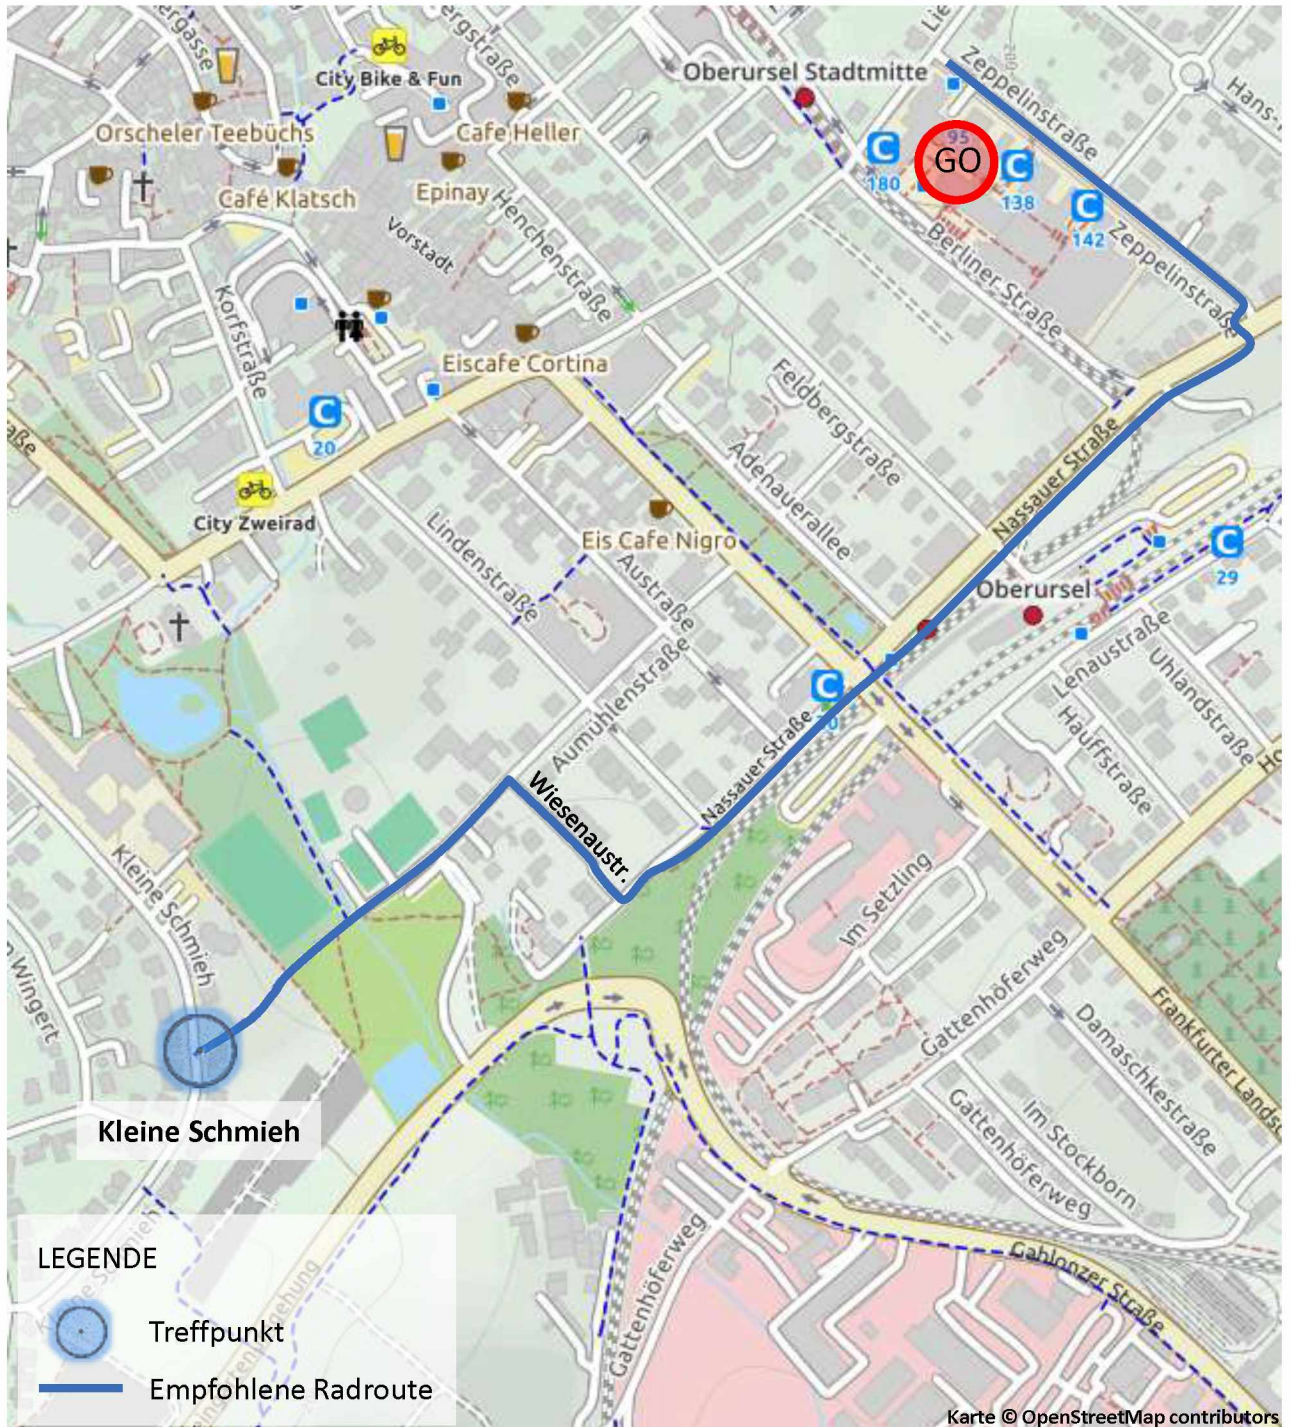 Zeppelinstraße
Oberursel Stadtmitte
City Bike & Fun
Hans-
Orscheler Teebüchs
Cafe Heller
95
GO
180
138
Café Klatsch
Epinay
142
Henchenstraße
Vorstadt
Berliner Straße
Zeppelinstraße
Korfstraße
Eiscafe Cortina
Feldbergstraße
20
Adenauerallee
Nassauer Straße
City Zweirad
Lindenstraße
Eis Cafe Nigro
29
Austraße
Oberursel
Lenaustraße
Uhlandstraße
Aumühlenstraße
Hauffstraße
Nassauer Straße
Wiesenaustr.
Kleine Schmieh
Im Setzling
Wingert
Gattenhöferweg
Frankfurter Landst
Damaschkestraße
Kleine Schmieh
Gattenhöferweg
Im Stockborn
Gablonzer Straße
Gattenhöferweg
LEGENDE
Treffpunkt
Empfohlene Radroute
Karte © OpenStreetMap contributors